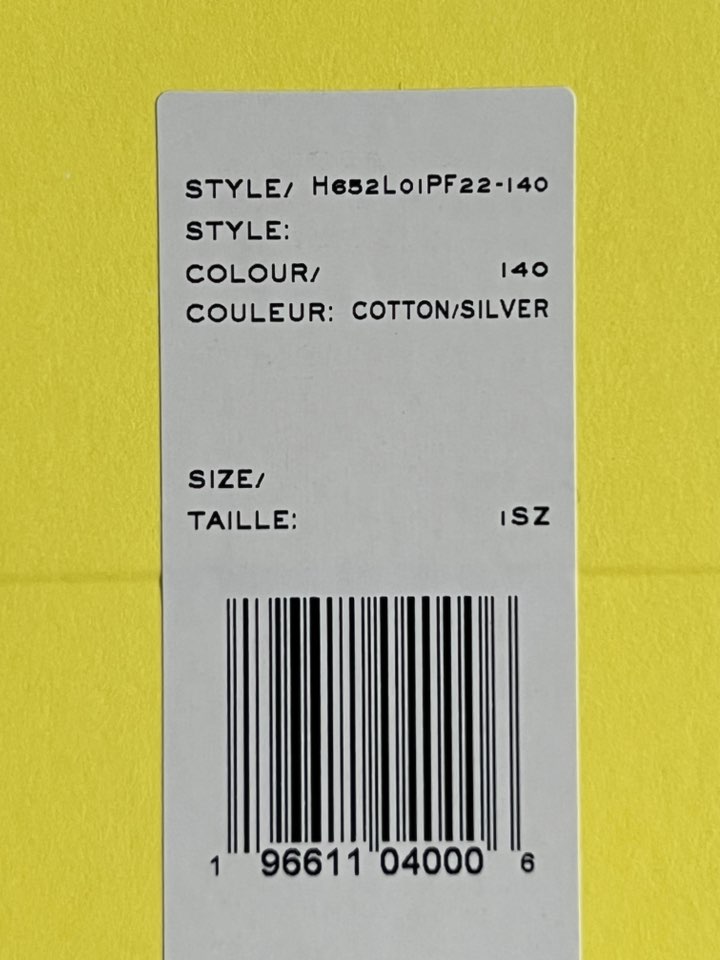 STYLE/ H652L01PF22-140
STYLE:
COLOUR/ 140
COULEUR: COTTON/SILVER
SIZE/
TAILLE: 1SZ
1 96611 04000 6